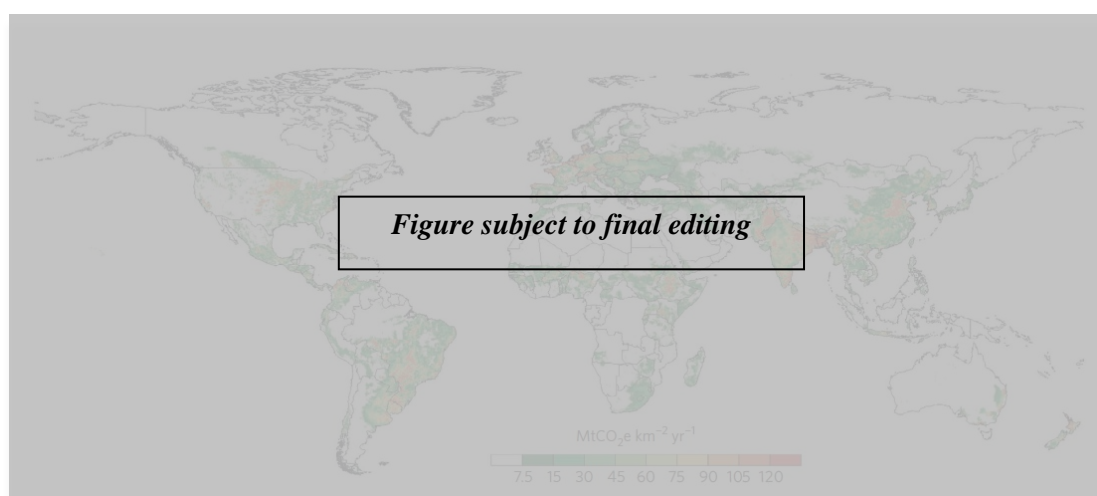 Figure subject to final editing
MtCO₂e km⁻² yr⁻¹
7.5 15 30 45 60 75 90 105 120